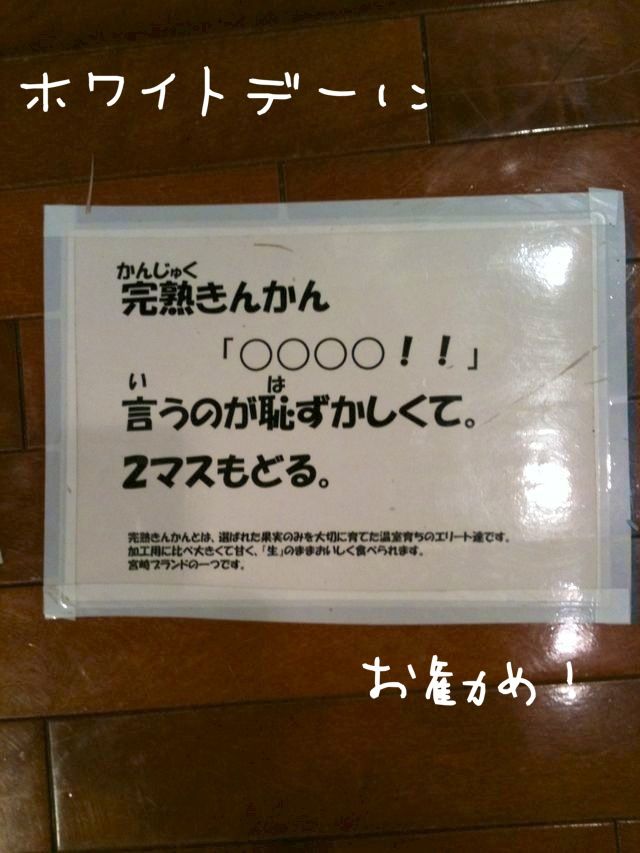 ホワイトデーに
かんじゅく
完熟きんかん
「○○○○！！」
い は
言うのが恥ずかしくて。
2マスもどる。
完熟きんかんとは、選ばれた果実のみを大切に育てた温室育ちのエリート達です。
加工用に比べ大きくて甘く、「生」のままおいしく食べられます。
宮崎ブランドの一つです。
お勧め！